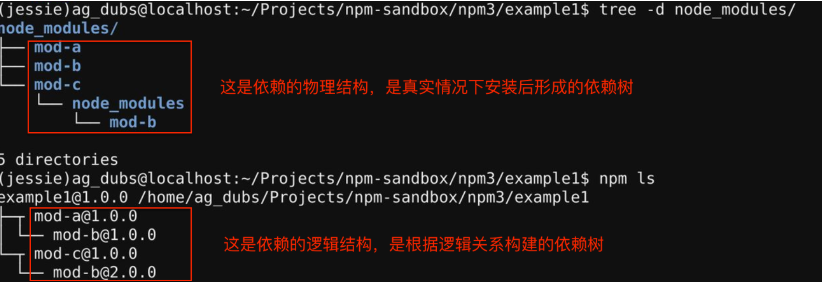 (jessie)ag_dubs@localhost:~/Projects/npm-sandbox/npm3/example1$ tree -d node_modules/
node_modules/
├── mod-a
├── mod-b
└── mod-c
└── node_modules
└── mod-b
这是依赖的物理结构，是真实情况下安装后形成的依赖树
5 directories
(jessie)ag_dubs@localhost:~/Projects/npm-sandbox/npm3/example1$ npm ls
example1@1.0.0 /home/ag_dubs/Projects/npm-sandbox/npm3/example1
├─┬ mod-a@1.0.0
│ └── mod-b@1.0.0
└─┬ mod-c@1.0.0
└── mod-b@2.0.0
这是依赖的逻辑结构，是根据逻辑关系构建的依赖树